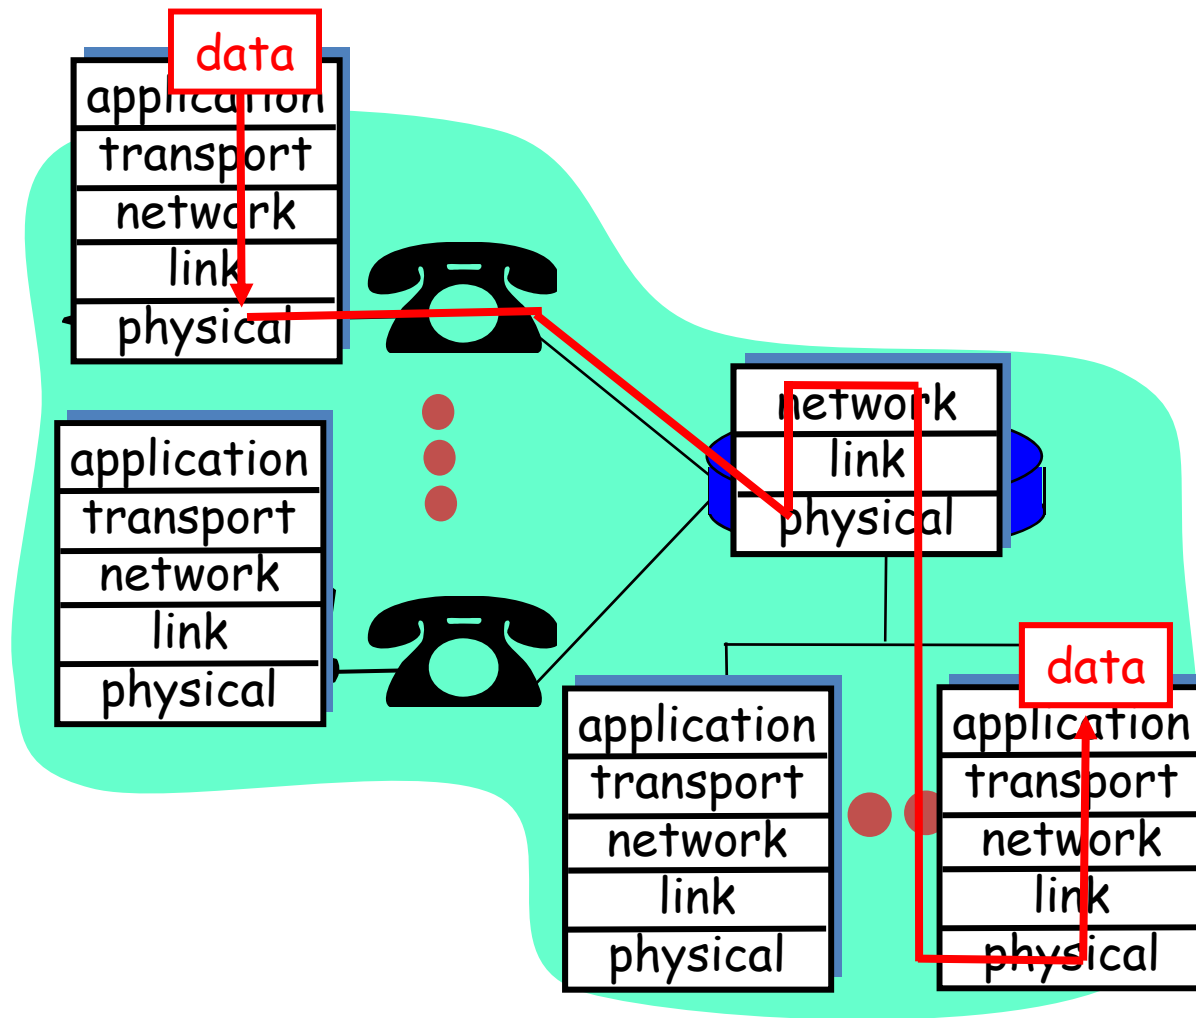 data
application
transport
network
link
physical
application
transport
network
link
physical
network
link
physical
application
transport
network
link
physical
data
application
transport
network
link
physical